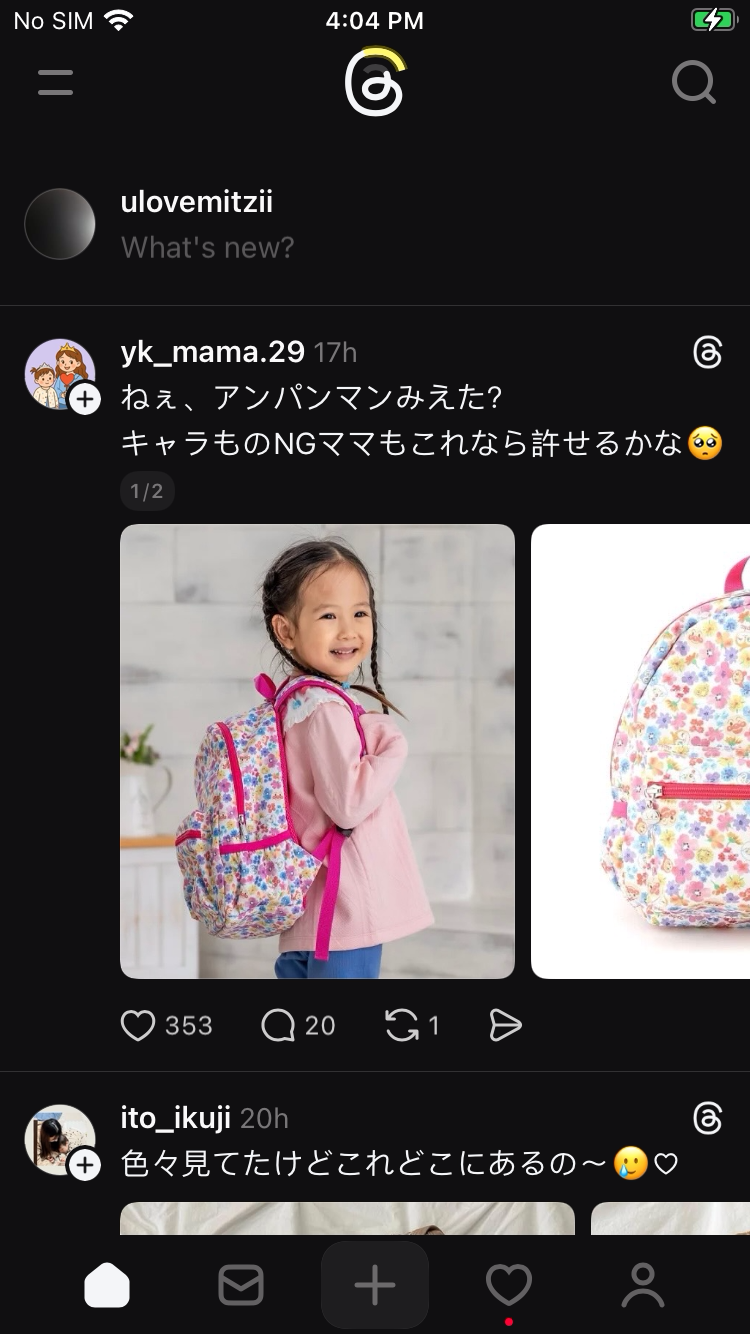 No SIM 4:04 PM
ulovemitzii
What's new?
yk_mama.29 17h
ねぇ、アンパンマンみえた?
キャラものNGママもこれなら許せるかな🥺
1/2
353 20 1
ito_ikuji 20h
色々見てたけどこれどこにあるの〜🥲♡